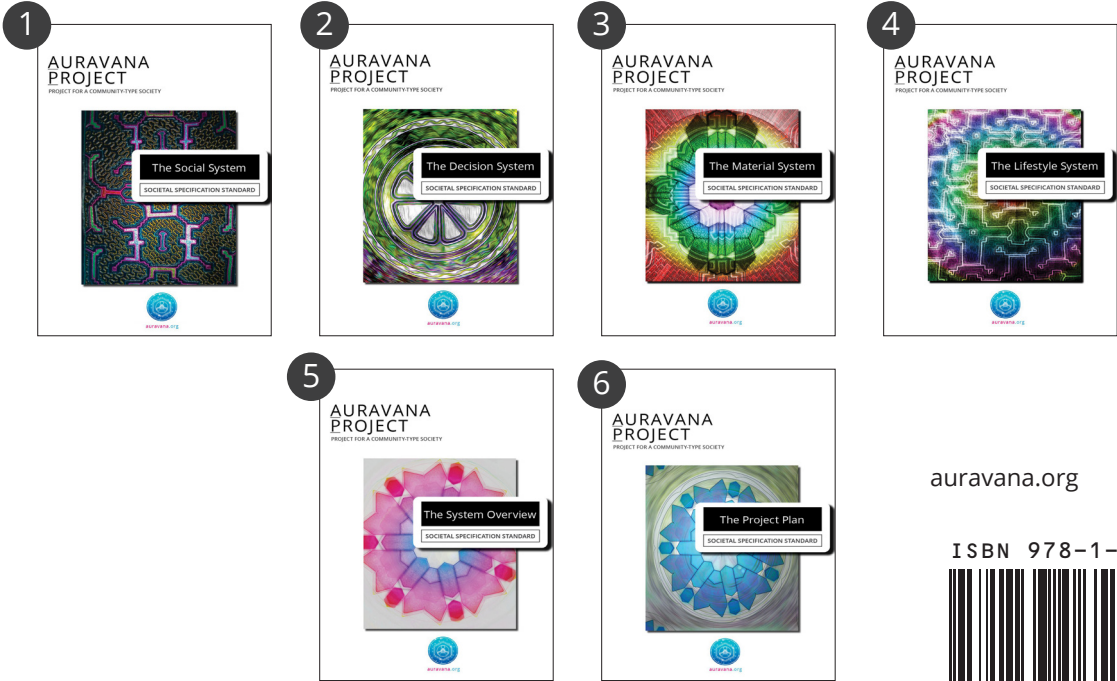 1
AURAVANA
PROJECT
PROJECT FOR A COMMUNITY-TYPE SOCIETY
The Social System
SOCIETAL SPECIFICATION STANDARD
auravana.org
2
AURAVANA
PROJECT
PROJECT FOR A COMMUNITY-TYPE SOCIETY
The Decision System
SOCIETAL SPECIFICATION STANDARD
auravana.org
3
AURAVANA
PROJECT
PROJECT FOR A COMMUNITY-TYPE SOCIETY
The Material System
SOCIETAL SPECIFICATION STANDARD
auravana.org
4
AURAVANA
PROJECT
PROJECT FOR A COMMUNITY-TYPE SOCIETY
The Lifestyle System
SOCIETAL SPECIFICATION STANDARD
auravana.org
5
AURAVANA
PROJECT
PROJECT FOR A COMMUNITY-TYPE SOCIETY
The System Overview
SOCIETAL SPECIFICATION STANDARD
auravana.org
6
AURAVANA
PROJECT
PROJECT FOR A COMMUNITY-TYPE SOCIETY
The Project Plan
SOCIETAL SPECIFICATION STANDARD
auravana.org
auravana.org
ISBN 978-1-